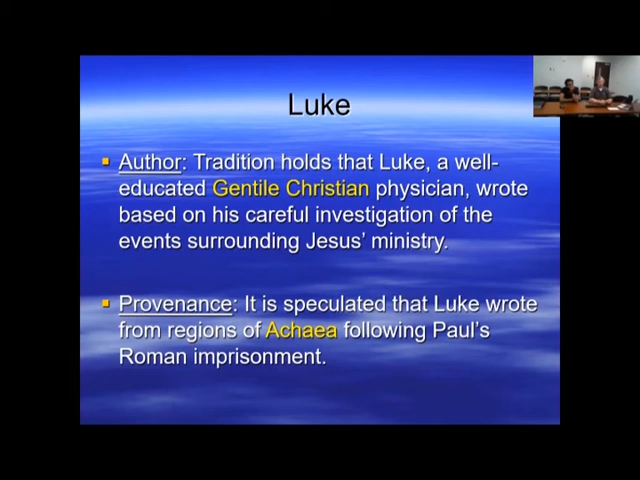 Luke
Author: Tradition holds that Luke, a well-
educated Gentile Christian physician, wrote
based on his careful investigation of the
events surrounding Jesus' ministry.
Provenance: It is speculated that Luke wrote
from regions of Achaea following Paul's
Roman imprisonment.